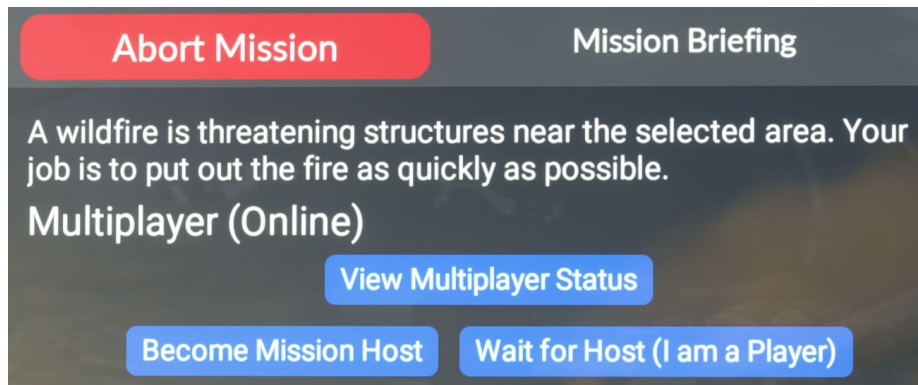 Abort Mission
Mission Briefing
A wildfire is threatening structures near the selected area. Your
job is to put out the fire as quickly as possible.
Multiplayer (Online)
View Multiplayer Status
Become Mission Host
Wait for Host (I am a Player)